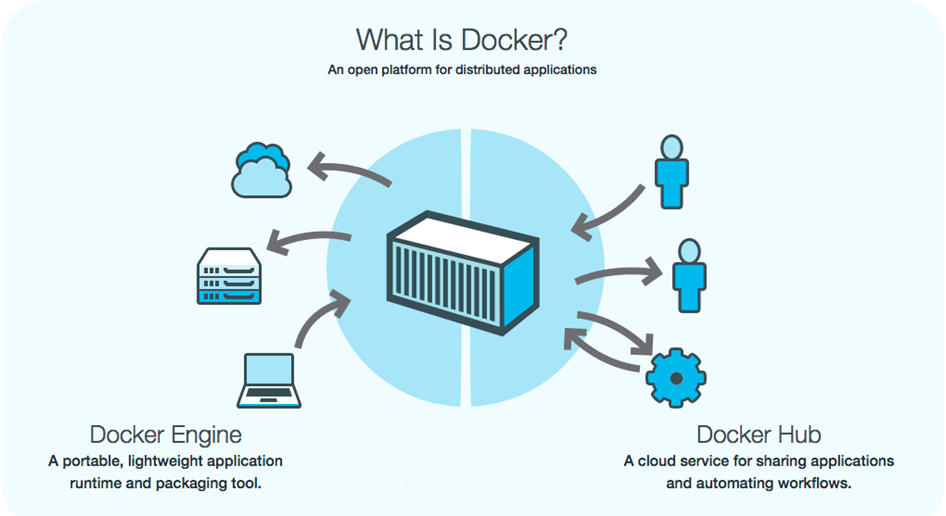 What Is Docker?
An open platform for distributed applications
Docker Engine
A portable, lightweight application
runtime and packaging tool.
Docker Hub
A cloud service for sharing applications
and automating workflows.